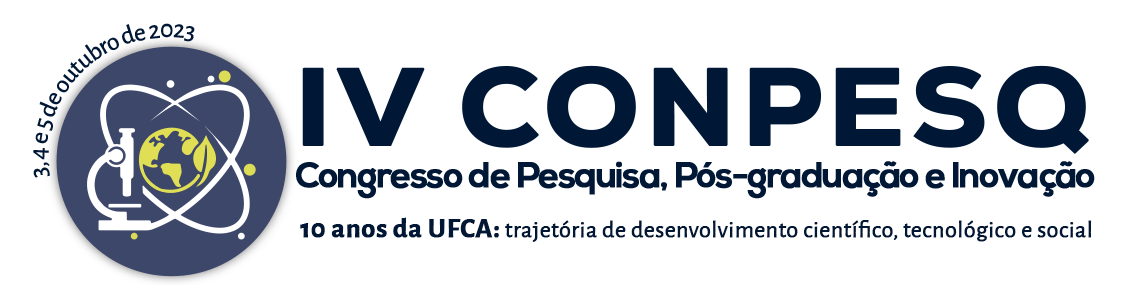 3, 4 e 5 de outubro de 2023
IV CONPESQ
Congresso de Pesquisa, Pós-graduação e Inovação
10 anos da UFCA: trajetória de desenvolvimento científico, tecnológico e social